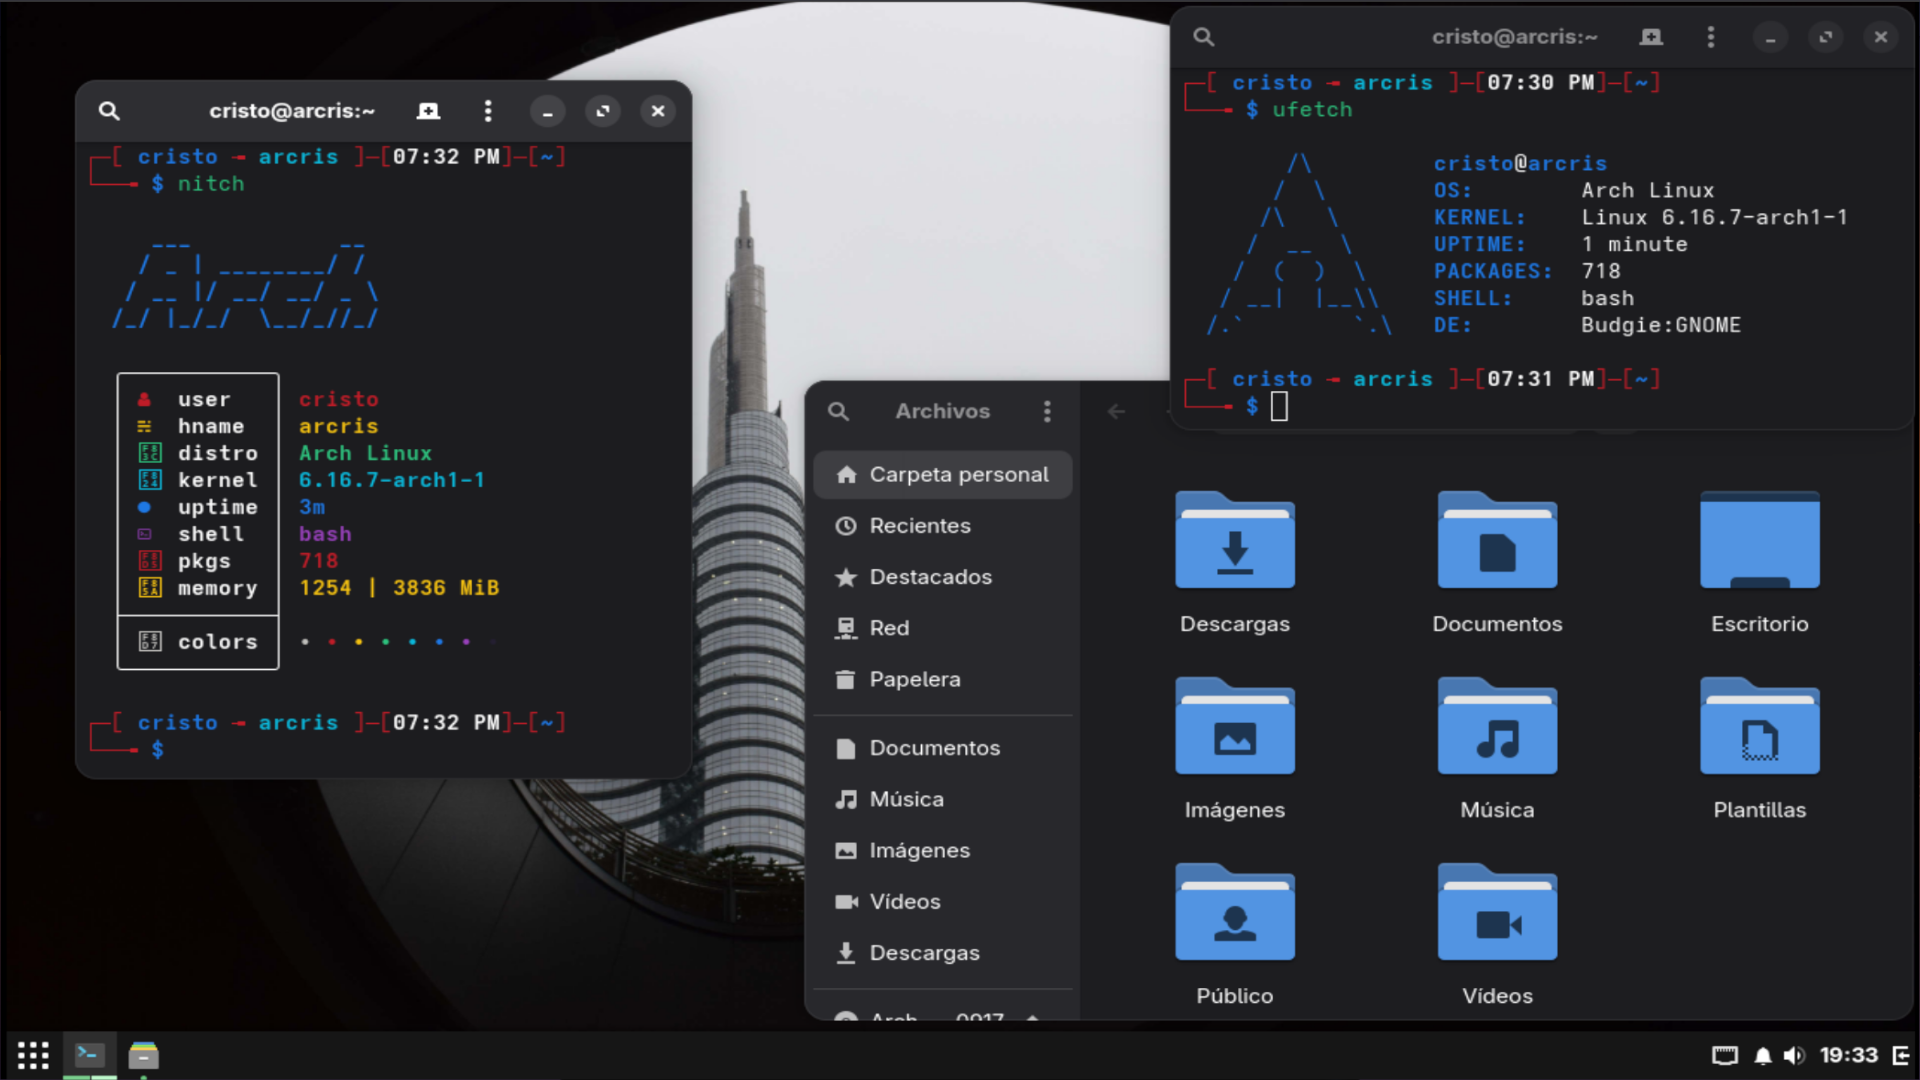 cristo@arcris:~
┌─[ cristo → arcris ]─[07:32 PM]─[~]
└──╼ $ nitch
Arch
user cristo
hname arcris
distro Arch Linux
kernel 6.16.7-arch1-1
uptime 3m
shell bash
pkgs 718
memory 1254 | 3836 MiB
colors
┌─[ cristo → arcris ]─[07:32 PM]─[~]
└──╼ $
cristo@arcris:~
┌─[ cristo → arcris ]─[07:30 PM]─[~]
└──╼ $ ufetch
cristo@arcris
OS: Arch Linux
KERNEL: Linux 6.16.7-arch1-1
UPTIME: 1 minute
PACKAGES: 718
SHELL: bash
DE: Budgie:GNOME
┌─[ cristo → arcris ]─[07:31 PM]─[~]
└──╼ $
Archivos
Carpeta personal
Recientes
Destacados
Red
Papelera
Documentos
Música
Imágenes
Vídeos
Descargas
Descargas Documentos Escritorio
Imágenes Música Plantillas
Público Vídeos
19:33